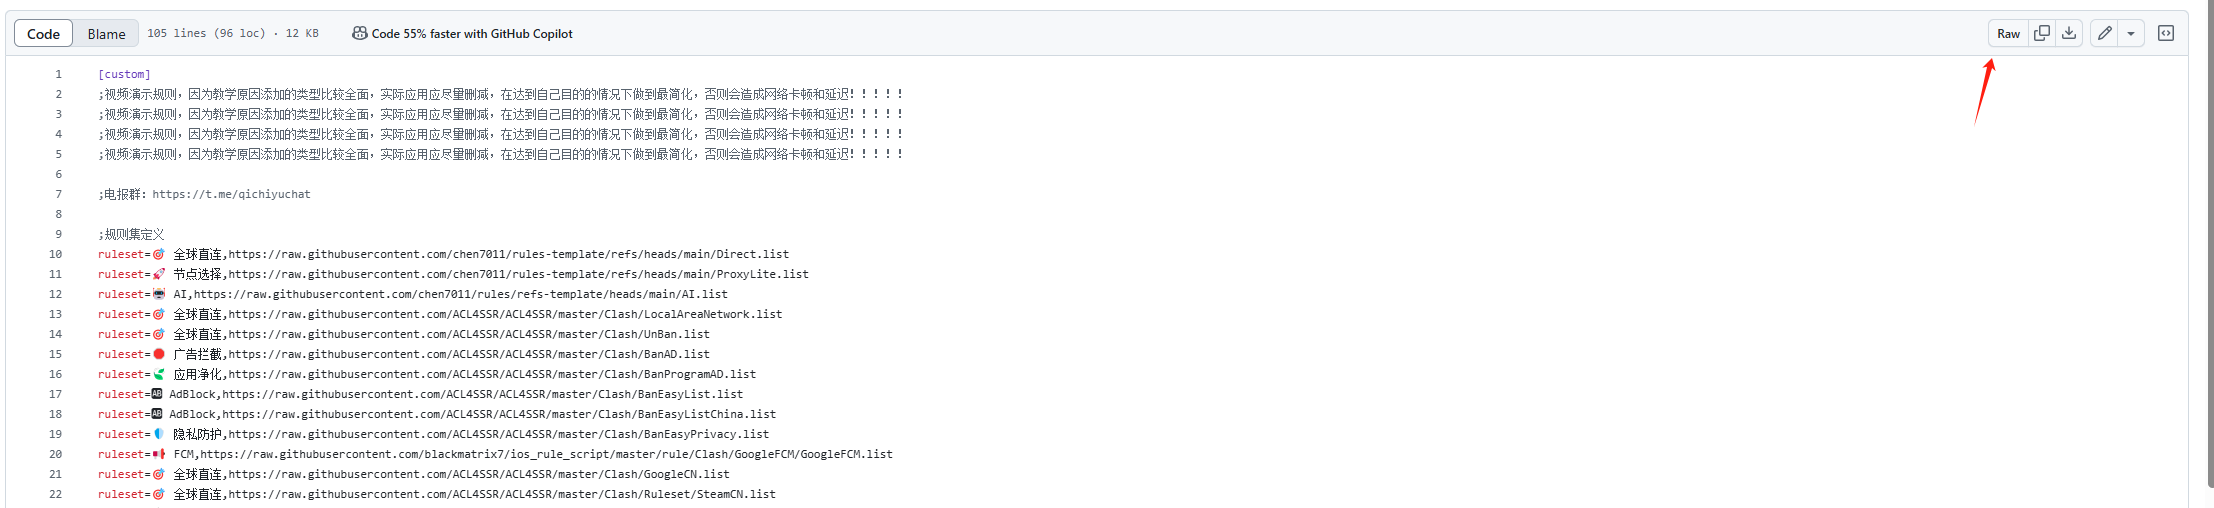 Code Blame 105 lines (96 loc) · 12 KB Code 55% faster with GitHub Copilot Raw
1 [custom]
2 ;视频演示规则，因为教学原因添加的类型比较全面，实际应用应尽量删减，在达到自己目的的情况下做到最简化，否则会造成网络卡顿和延迟！！！！！
3 ;视频演示规则，因为教学原因添加的类型比较全面，实际应用应尽量删减，在达到自己目的的情况下做到最简化，否则会造成网络卡顿和延迟！！！！！
4 ;视频演示规则，因为教学原因添加的类型比较全面，实际应用应尽量删减，在达到自己目的的情况下做到最简化，否则会造成网络卡顿和延迟！！！！！
5 ;视频演示规则，因为教学原因添加的类型比较全面，实际应用应尽量删减，在达到自己目的的情况下做到最简化，否则会造成网络卡顿和延迟！！！！！
6
7 ;电报群：https://t.me/qichiyuchat
8
9 ;规则集定义
10 ruleset=🎯 全球直连,https://raw.githubusercontent.com/chen7011/rules-template/refs/heads/main/Direct.list
11 ruleset=🚀 节点选择,https://raw.githubusercontent.com/chen7011/rules-template/refs/heads/main/ProxyLite.list
12 ruleset=🤖 AI,https://raw.githubusercontent.com/chen7011/rules/refs-template/heads/main/AI.list
13 ruleset=🎯 全球直连,https://raw.githubusercontent.com/ACL4SSR/ACL4SSR/master/Clash/LocalAreaNetwork.list
14 ruleset=🎯 全球直连,https://raw.githubusercontent.com/ACL4SSR/ACL4SSR/master/Clash/UnBan.list
15 ruleset=🛑 广告拦截,https://raw.githubusercontent.com/ACL4SSR/ACL4SSR/master/Clash/BanAD.list
16 ruleset=🍃 应用净化,https://raw.githubusercontent.com/ACL4SSR/ACL4SSR/master/Clash/BanProgramAD.list
17 ruleset=🆎 AdBlock,https://raw.githubusercontent.com/ACL4SSR/ACL4SSR/master/Clash/BanEasyList.list
18 ruleset=🆎 AdBlock,https://raw.githubusercontent.com/ACL4SSR/ACL4SSR/master/Clash/BanEasyListChina.list
19 ruleset=🛡️ 隐私防护,https://raw.githubusercontent.com/ACL4SSR/ACL4SSR/master/Clash/BanEasyPrivacy.list
20 ruleset=📢 FCM,https://raw.githubusercontent.com/blackmatrix7/ios_rule_script/master/rule/Clash/GoogleFCM/GoogleFCM.list
21 ruleset=🎯 全球直连,https://raw.githubusercontent.com/ACL4SSR/ACL4SSR/master/Clash/GoogleCN.list
22 ruleset=🎯 全球直连,https://raw.githubusercontent.com/ACL4SSR/ACL4SSR/master/Clash/Ruleset/SteamCN.list